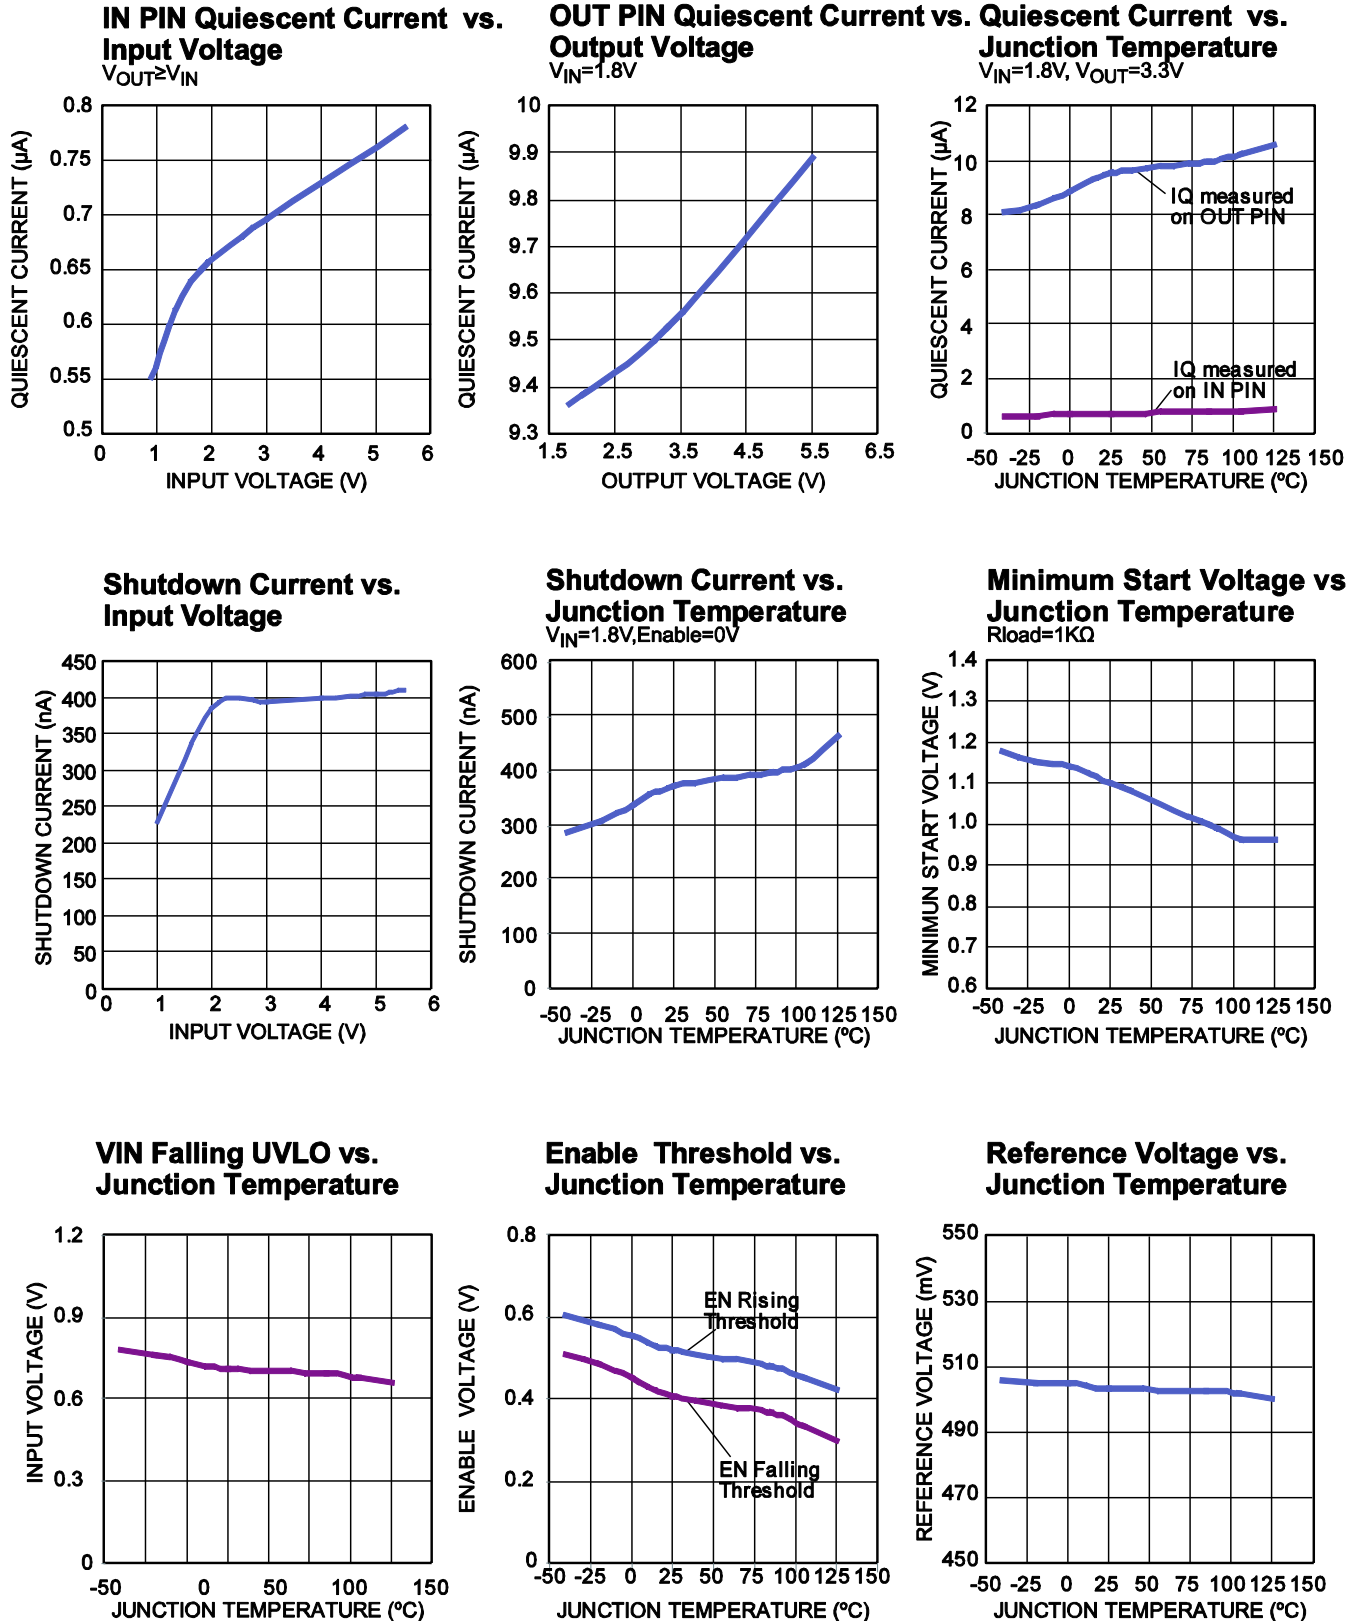 IN PIN Quiescent Current vs.
Input Voltage
VOUT≥VIN
0.8
0.75
0.7
0.65
0.6
0.55
0.5
QUIESCENT CURRENT (µA)
0 1 2 3 4 5 6
INPUT VOLTAGE (V)
OUT PIN Quiescent Current vs.
Output Voltage
VIN=1.8V
10
9.9
9.8
9.7
9.6
9.5
9.4
9.3
QUIESCENT CURRENT (µA)
1.5 2.5 3.5 4.5 5.5 6.5
OUTPUT VOLTAGE (V)
Quiescent Current vs.
Junction Temperature
VIN=1.8V, VOUT=3.3V
12
10
8
6
4
2
0
QUIESCENT CURRENT (µA)
IQ measured
on OUT PIN
IQ measured
on IN PIN
-50 -25 0 25 50 75 100 125 150
JUNCTION TEMPERATURE (ºC)
Shutdown Current vs.
Input Voltage
450
400
350
300
250
200
150
100
50
0
SHUTDOWN CURRENT (nA)
0 1 2 3 4 5 6
INPUT VOLTAGE (V)
Shutdown Current vs.
Junction Temperature
VIN=1.8V,Enable=0V
600
500
400
300
200
100
0
SHUTDOWN CURRENT (nA)
-50 -25 0 25 50 75 100 125 150
JUNCTION TEMPERATURE (ºC)
Minimum Start Voltage vs
Junction Temperature
Rload=1KΩ
1.4
1.3
1.2
1.1
1.0
0.9
0.8
0.7
0.6
MINIMUN START VOLTAGE (V)
-50 -25 0 25 50 75 100 125 150
JUNCTION TEMPERATURE (ºC)
VIN Falling UVLO vs.
Junction Temperature
1.2
0.9
0.6
0.3
0
INPUT VOLTAGE (V)
-50 0 50 100 150
JUNCTION TEMPERATURE (ºC)
Enable Threshold vs.
Junction Temperature
0.8
0.6
0.4
0.2
0
ENABLE VOLTAGE (V)
EN Rising
Threshold
EN Falling
Threshold
-50 -25 0 25 50 75 100 125 150
JUNCTION TEMPERATURE (ºC)
Reference Voltage vs.
Junction Temperature
550
530
510
490
470
450
REFERENCE VOLTAGE (mV)
-50 -25 0 25 50 75 100 125 150
JUNCTION TEMPERATURE (ºC)